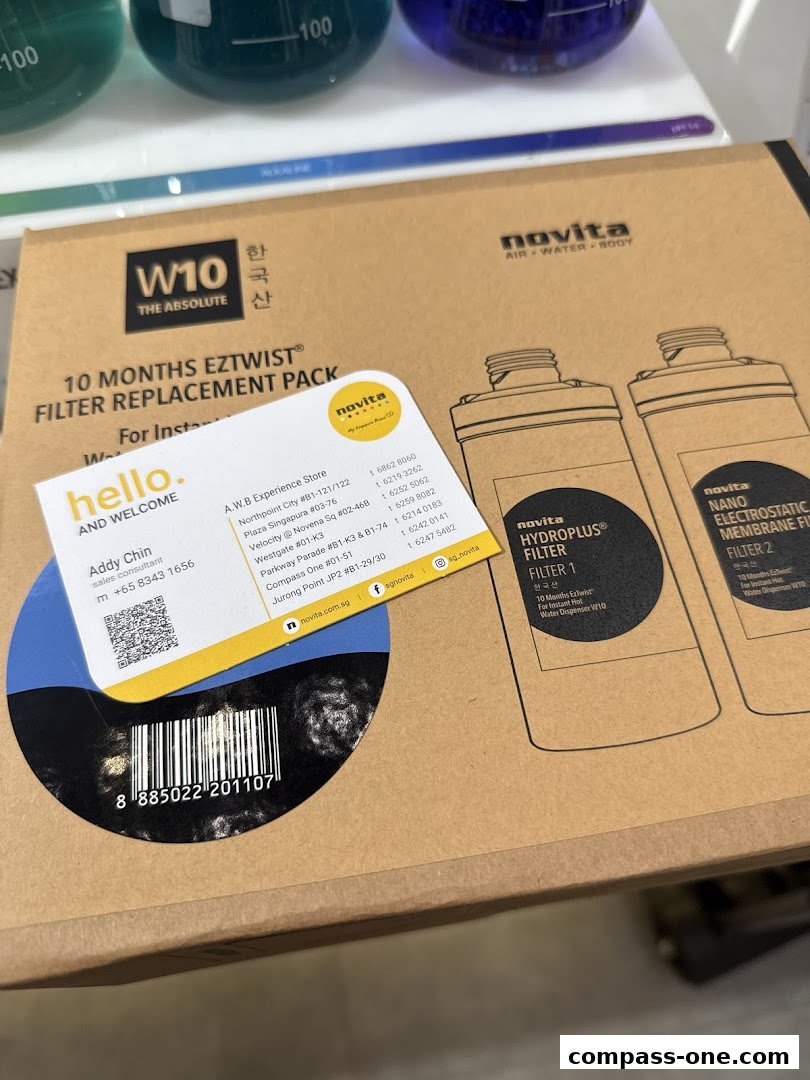 100
100
pH 14
W10
THE ABSOLUTE
한
국
산
novita
AIR • WATER • BODY
10 MONTHS EZTWIST®
FILTER REPLACEMENT PACK
For Insta
hello.
AND WELCOME
Addy Chin
sales consultant
m +65 8343 1656
novita
A.W.B Experience Store
Northpoint City #B1-121/122 t 6862 8060
Plaza Singapura #03-76 t 6219 3262
Velocity @ Novena Sq #02-46B t 6252 5062
Westgate #01-K3 t 6259 8082
Parkway Parade #B1-K3 & B1-74 t 6214 0183
Compass One #01-51 t 6242 0141
Jurong Point JP2 #B1-29/30 t 6247 5482
n novita.com.sg | f sgnovita | sg_novita
8 885022 201107
novita
HYDROPLUS®
FILTER
FILTER 1
한국산
10 Months EzTwist®
For Instant Hot
Water Dispenser W10
novita
NANO
ELECTROSTATIC
MEMBRANE F
FILTER 2
한국산
10 Months EzTwist®
For Instant Hot
Water Dispenser W10
compass-one.com